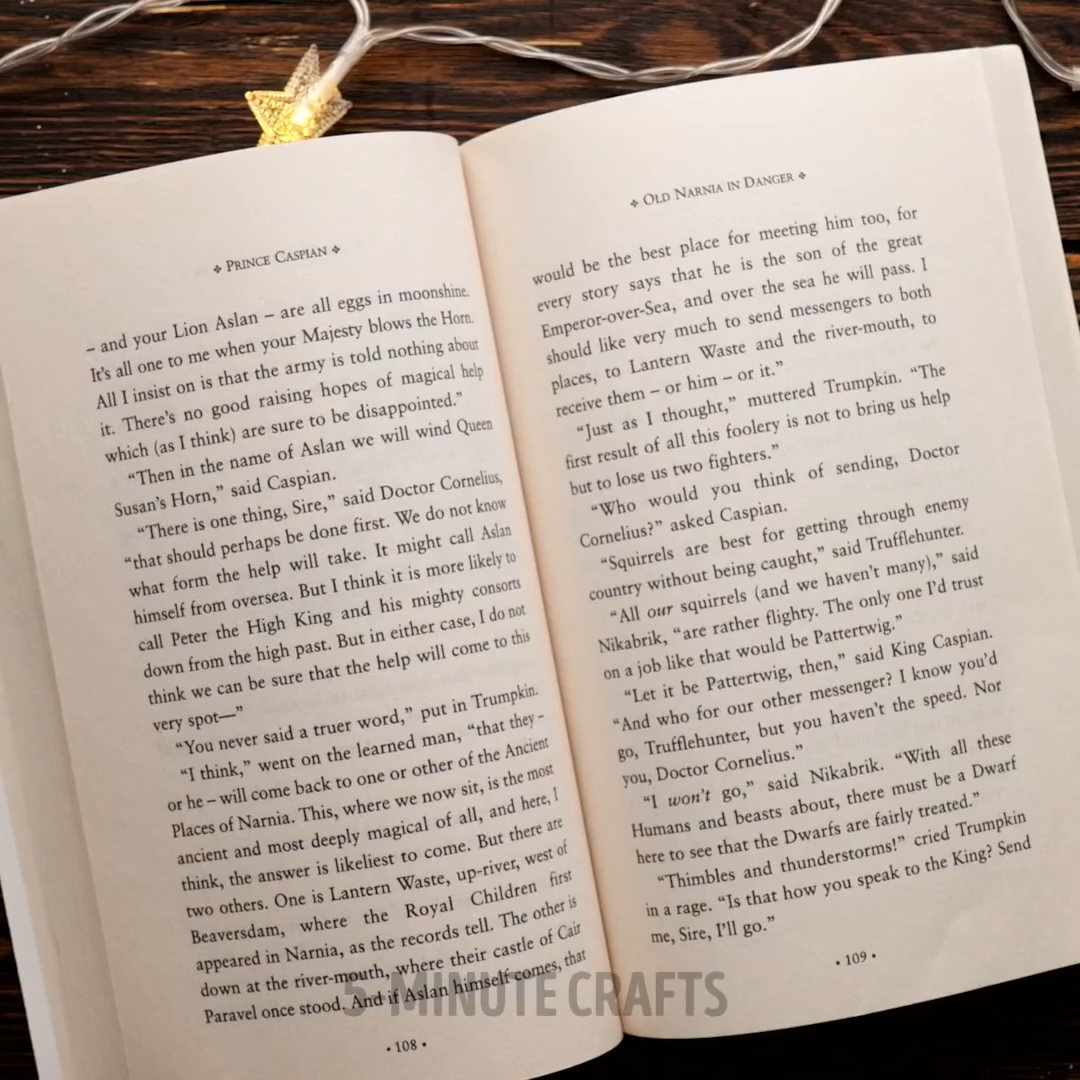 ❖ PRINCE CASPIAN ❖
– and your Lion Aslan – are all eggs in moonshine.
It's all one to me when your Majesty blows the Horn.
All I insist on is that the army is told nothing about
it. There's no good raising hopes of magical help
which (as I think) are sure to be disappointed.”
“Then in the name of Aslan we will wind Queen
Susan's Horn,” said Caspian.
“There is one thing, Sire,” said Doctor Cornelius,
“that should perhaps be done first. We do not know
what form the help will take. It might call Aslan
himself from oversea. But I think it is more likely to
call Peter the High King and his mighty consorts
down from the high past. But in either case, I do not
think we can be sure that the help will come to this
very spot—”
“You never said a truer word,” put in Trumpkin.
“I think,” went on the learned man, “that they –
or he – will come back to one or other of the Ancient
Places of Narnia. This, where we now sit, is the most
ancient and most deeply magical of all, and here, I
think, the answer is likeliest to come. But there are
two others. One is Lantern Waste, up-river, west of
Beaversdam, where the Royal Children first
appeared in Narnia, as the records tell. The other is
down at the river-mouth, where their castle of Cair
Paravel once stood. And if Aslan himself comes, that
• 108 •
❖ OLD NARNIA IN DANGER ❖
would be the best place for meeting him too, for
every story says that he is the son of the great
Emperor-over-Sea, and over the sea he will pass. I
should like very much to send messengers to both
places, to Lantern Waste and the river-mouth, to
receive them – or him – or it.”
“Just as I thought,” muttered Trumpkin. “The
first result of all this foolery is not to bring us help
but to lose us two fighters.”
“Who would you think of sending, Doctor
Cornelius?” asked Caspian.
“Squirrels are best for getting through enemy
country without being caught,” said Trufflehunter.
“All our squirrels (and we haven't many),” said
Nikabrik, “are rather flighty. The only one I'd trust
on a job like that would be Pattertwig.”
“Let it be Pattertwig, then,” said King Caspian.
“And who for our other messenger? I know you'd
go, Trufflehunter, but you haven't the speed. Nor
you, Doctor Cornelius.”
“I won't go,” said Nikabrik. “With all these
Humans and beasts about, there must be a Dwarf
here to see that the Dwarfs are fairly treated.”
“Thimbles and thunderstorms!” cried Trumpkin
in a rage. “Is that how you speak to the King? Send
me, Sire, I'll go.”
• 109 •
5-MINUTE CRAFTS